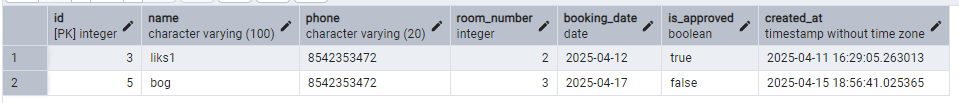 id name phone room_number booking_date is_approved created_at
[PK] integer character varying (100) character varying (20) integer date boolean timestamp without time zone
1 3 liks1 8542353472 2 2025-04-12 true 2025-04-11 16:29:05.263013
2 5 bog 8542353472 3 2025-04-17 false 2025-04-15 18:56:41.025365